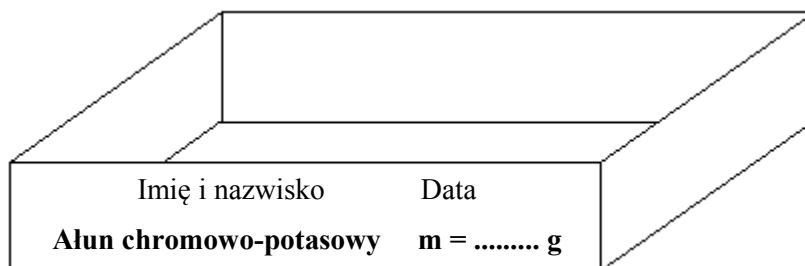 Imię i nazwisko Data
Ałun chromowo-potasowy m = ......... g